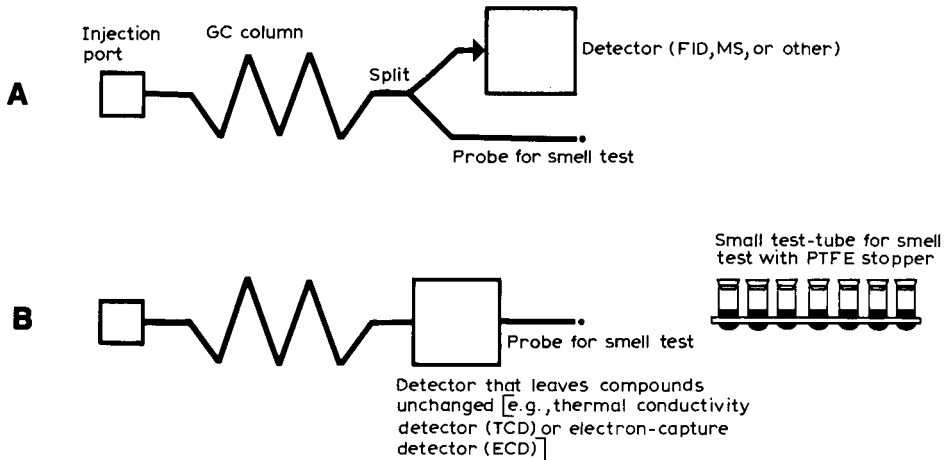 Injection
port
GC column
Split
Detector (FID,MS, or other)
A
Probe for smell test
Small test-tube for smell
test with PTFE stopper
B
Probe for smell test
Detector that leaves compounds
unchanged [e.g., thermal conductivity
detector (TCD) or electron-capture
detector (ECD)]